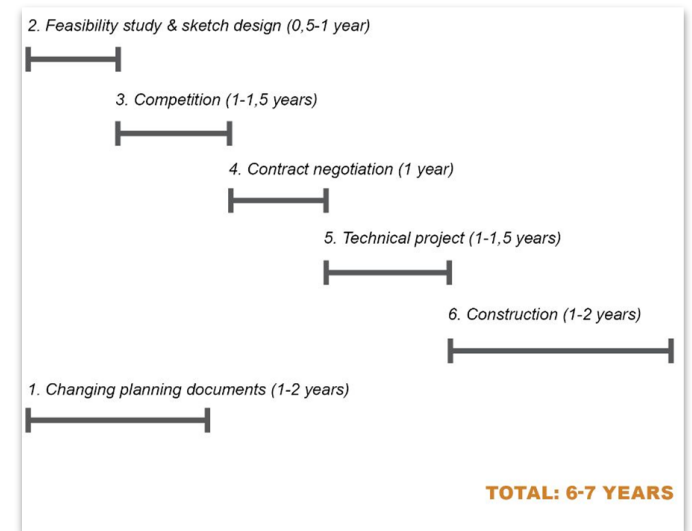 2. Feasibility study & sketch design (0,5-1 year)
3. Competition (1-1,5 years)
4. Contract negotiation (1 year)
5. Technical project (1-1,5 years)
6. Construction (1-2 years)
1. Changing planning documents (1-2 years)
TOTAL: 6-7 YEARS